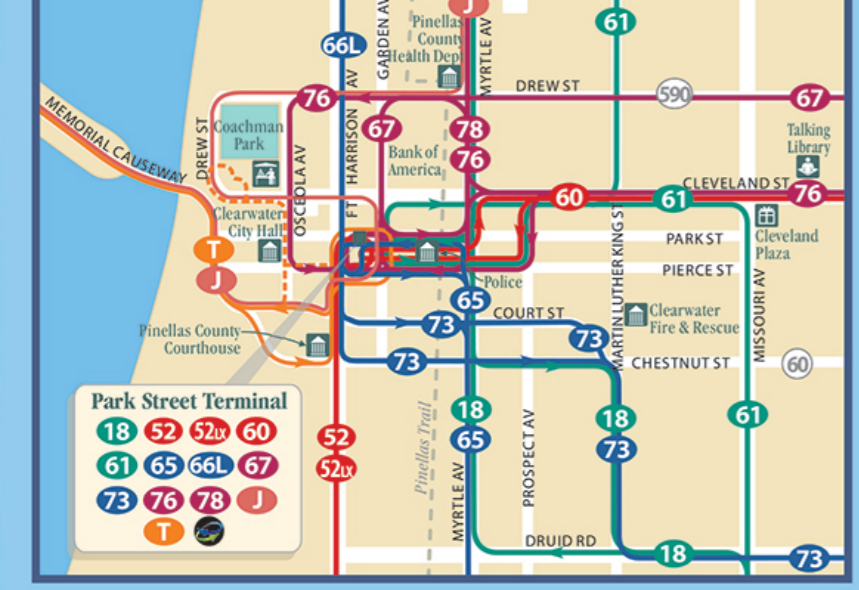 J
Pinellas
County
Health Dept
GARDEN AV
MYRTLE AV
61
66L
DREW ST
590
67
76
67
78
76
Coachman
Park
DREW ST
MEMORIAL CAUSEWAY
FT HARRISON AV
OSCEOLA AV
Bank of
America
Talking
Library
CLEVELAND ST
76
60
61
Clearwater
City Hall
Cleveland
Plaza
PARK ST
PIERCE ST
T
J
Police
65
MARTIN LUTHER KING ST
MISSOURI AV
COURT ST
73
73
Clearwater
Fire & Rescue
Pinellas County
Courthouse
73
CHESTNUT ST
60
Park Street Terminal
18 52 52LX 60
61 65 66L 67
73 76 78 J
T
52
52LX
Pinellas Trail
18
65
MYRTLE AV
PROSPECT AV
18
73
61
DRUID RD
18
73